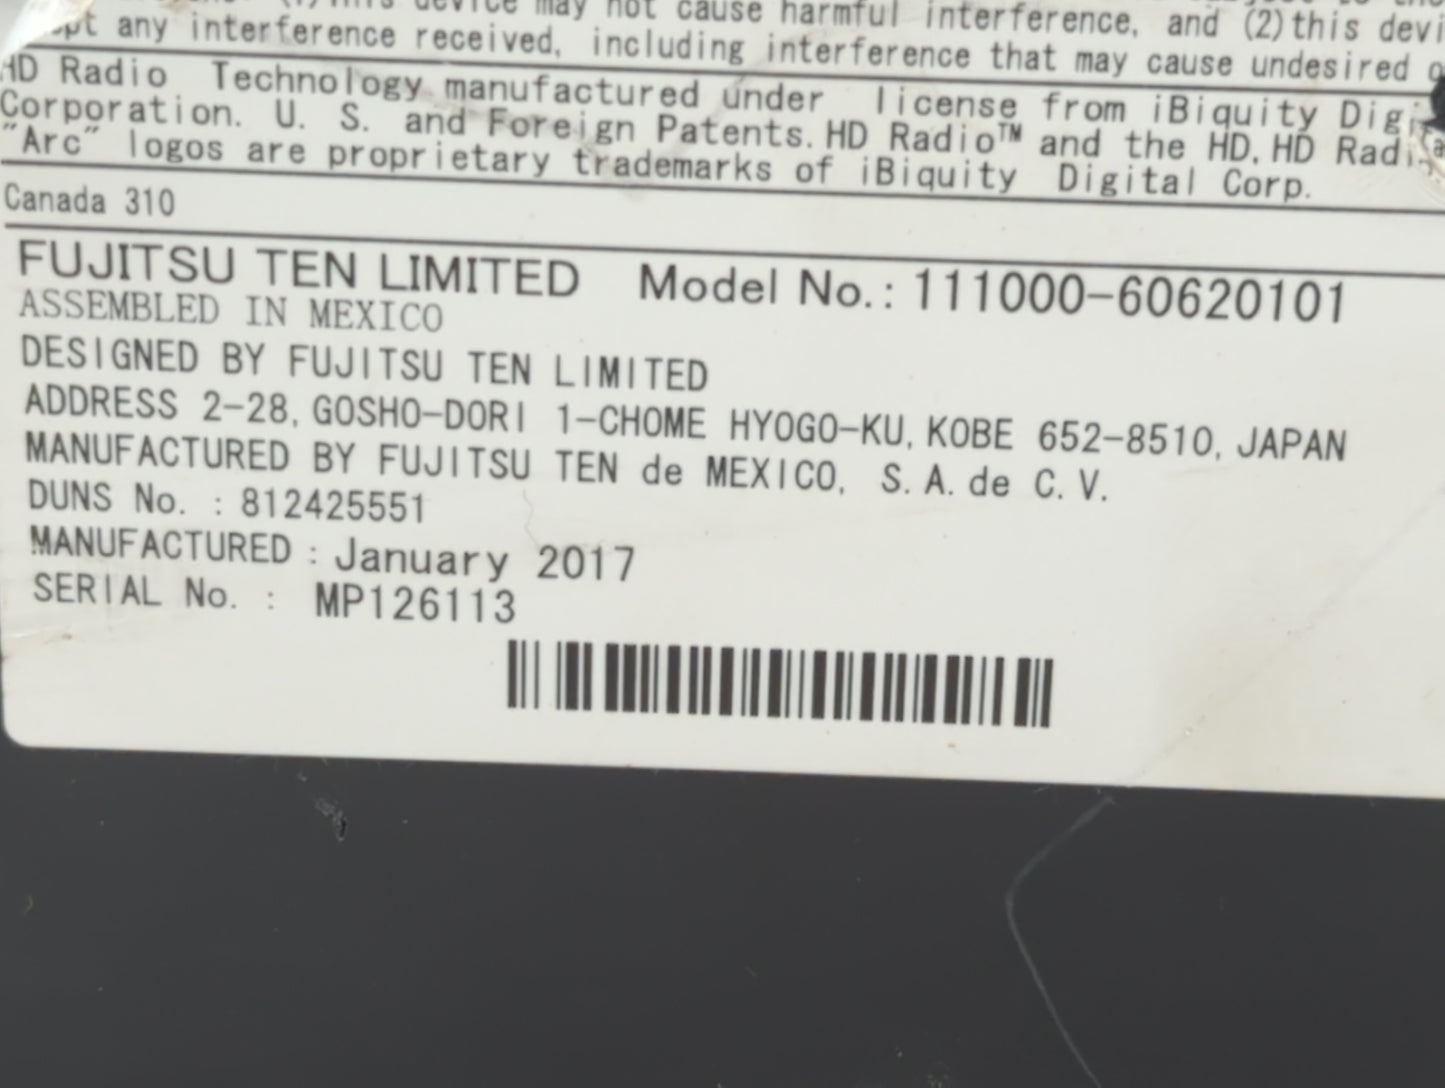 device may not cause harmful interference, and (2)this devi
any interference received, including interference that may cause undesired
HD Radio Technology manufactured under license from iBiquity Digi
Corporation. U. S. and Foreign Patents. HD Radio™ and the HD, HD Radi
"Arc" logos are proprietary trademarks of iBiquity Digital Corp.
Canada 310
FUJITSU TEN LIMITED Model No.: 111000-60620101
ASSEMBLED IN MEXICO
DESIGNED BY FUJITSU TEN LIMITED
ADDRESS 2-28, GOSHO-DORI 1-CHOME HYOGO-KU, KOBE 652-8510, JAPAN
MANUFACTURED BY FUJITSU TEN de MEXICO, S. A. de C. V.
DUNS No. : 812425551
MANUFACTURED : January 2017
SERIAL No. : MP126113